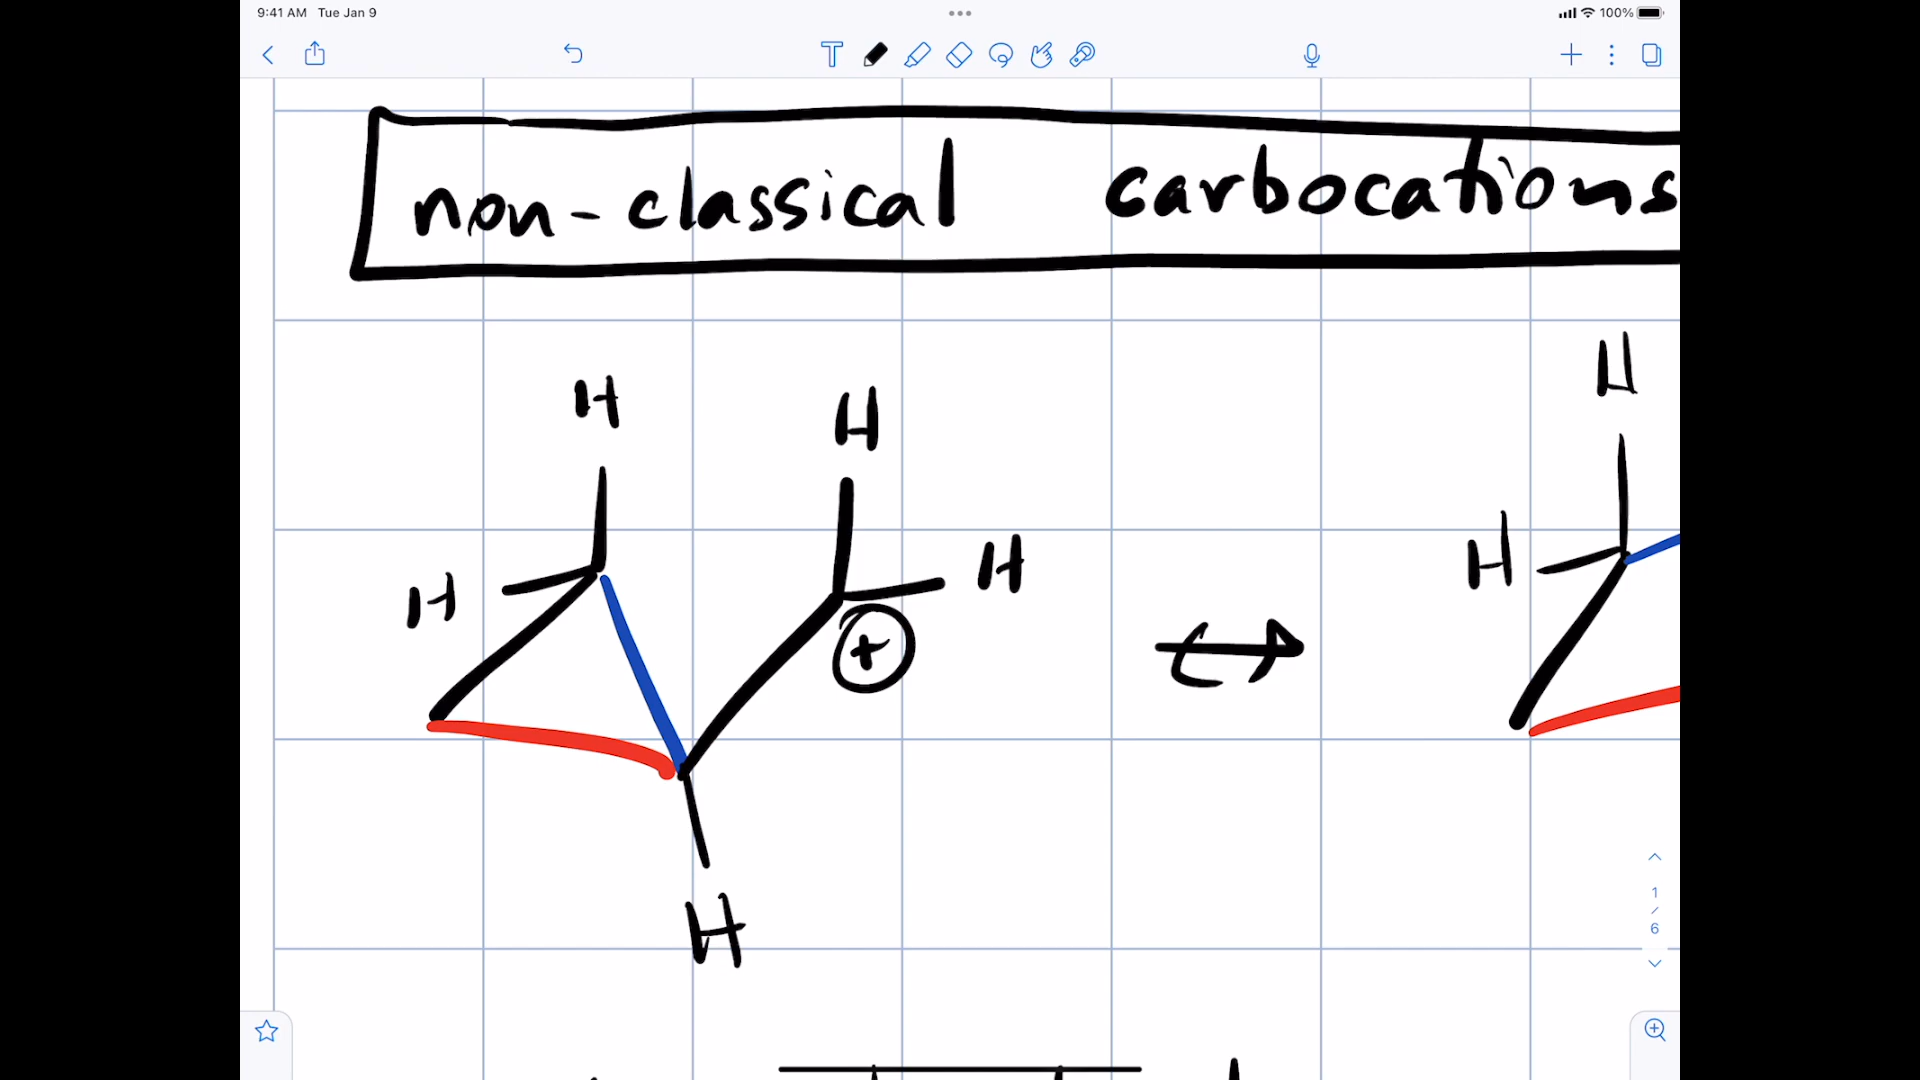 9:41 AM Tue Jan 9
100%
non-classical carbocations
H
H
H
H
H
H
H
+
1
/
6